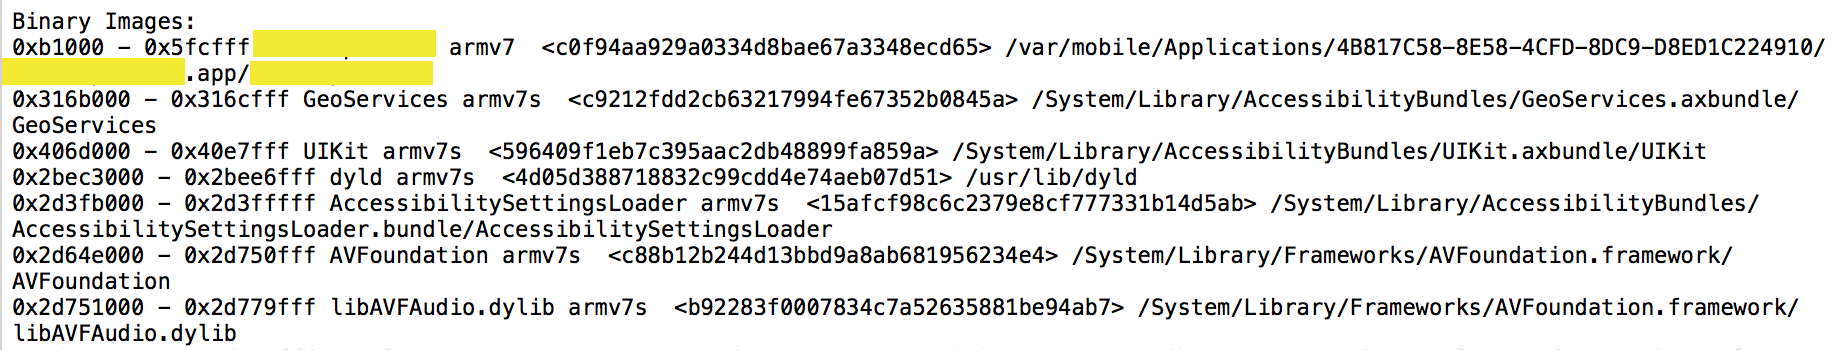 Binary Images:
0xb1000 - 0x5fcfff armv7 <c0f94aa929a0334d8bae67a3348ecd65> /var/mobile/Applications/4B817C58-8E58-4CFD-8DC9-D8ED1C224910/
.app/
0x316b000 - 0x316cfff GeoServices armv7s <c9212fdd2cb63217994fe67352b0845a> /System/Library/AccessibilityBundles/GeoServices.axbundle/
GeoServices
0x406d000 - 0x40e7fff UIKit armv7s <596409f1eb7c395aac2db48899fa859a> /System/Library/AccessibilityBundles/UIKit.axbundle/UIKit
0x2bec3000 - 0x2bee6fff dyld armv7s <4d05d388718832c99cdd4e74aeb07d51> /usr/lib/dyld
0x2d3fb000 - 0x2d3fffff AccessibilitySettingsLoader armv7s <15afcf98c6c2379e8cf777331b14d5ab> /System/Library/AccessibilityBundles/
AccessibilitySettingsLoader.bundle/AccessibilitySettingsLoader
0x2d64e000 - 0x2d750fff AVFoundation armv7s <c88b12b244d13bbd9a8ab681956234e4> /System/Library/Frameworks/AVFoundation.framework/
AVFoundation
0x2d751000 - 0x2d779fff libAVFAudio.dylib armv7s <b92283f0007834c7a52635881be94ab7> /System/Library/Frameworks/AVFoundation.framework/
libAVFAudio.dylib